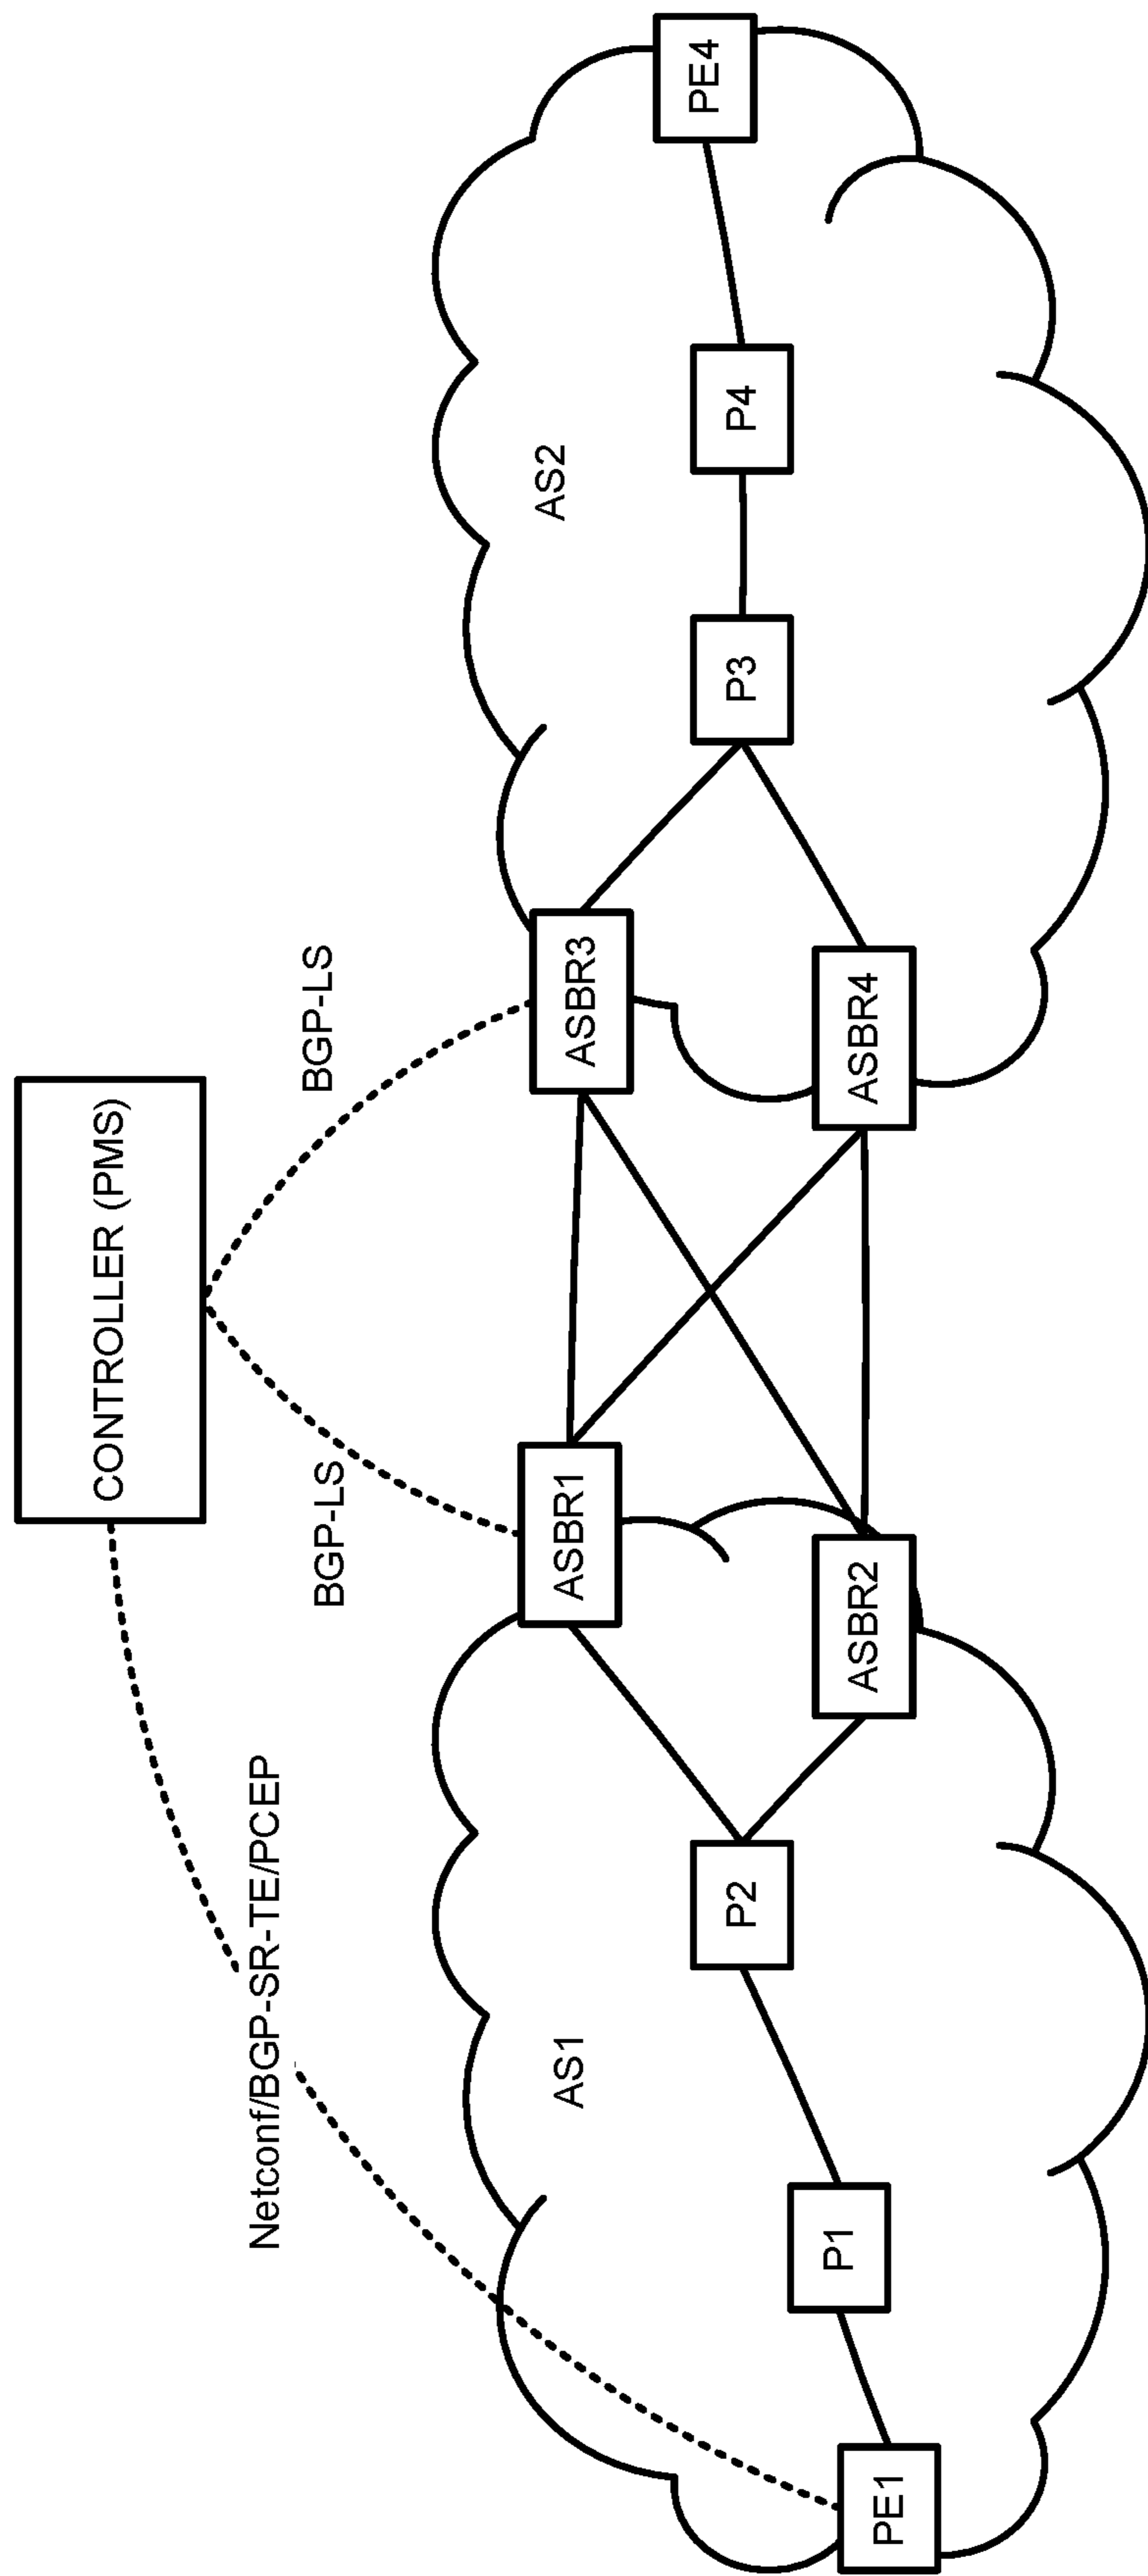 CONTROLLER (PMS)
Netconf/BGP-SR-TE/PCEP
BGP-LS
BGP-LS
AS1
AS2
PE1
P1
P2
ASBR1
ASBR2
ASBR3
ASBR4
P3
P4
PE4